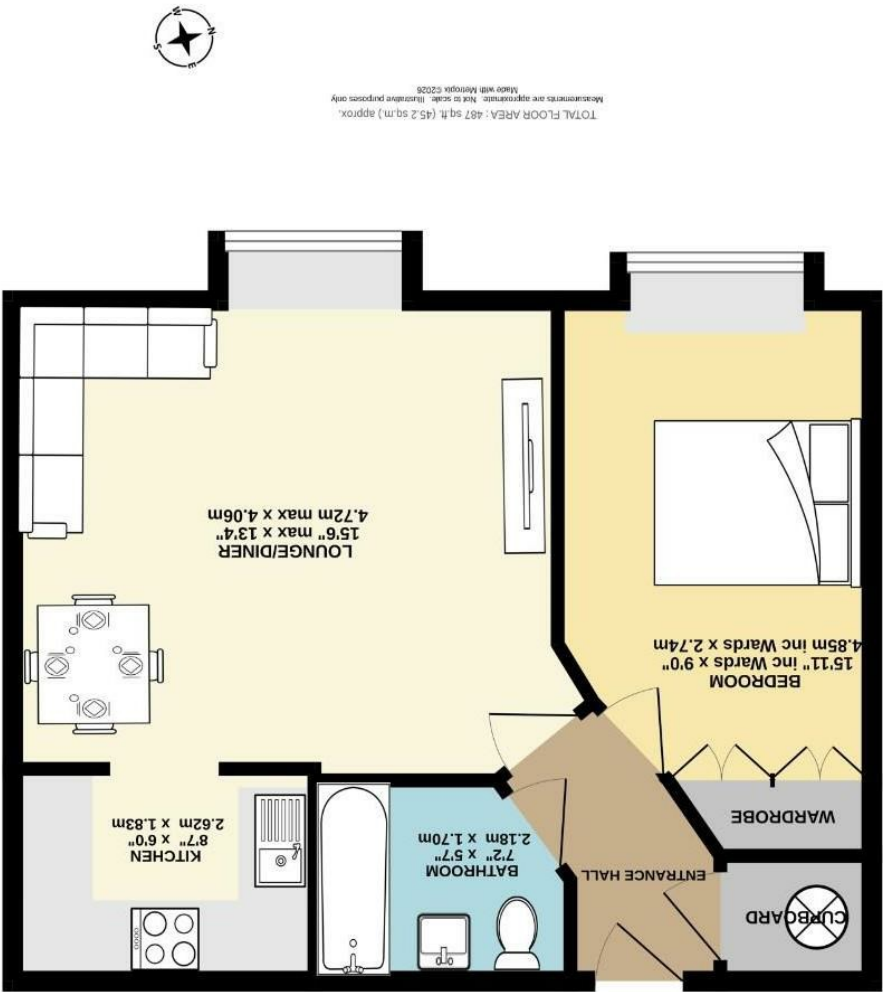 CUPBOARD
ENTRANCE HALL
WARDROBE
BATHROOM
7'2" x 5'7"
2.18m x 1.70m
KITCHEN
8'7" x 6'0"
2.62m x 1.83m
BEDROOM
15'11" inc Wards x 9'0"
4.85m inc Wards x 2.74m
LOUNGE/DINER
15'6" max x 13'4"
4.72m max x 4.06m
TOTAL FLOOR AREA : 487 sq.ft. (45.2 sq.m.) approx.
Measurements are approximate. Not to scale. Illustrative purposes only
Made with Metropix ©2026
E
S
N
W